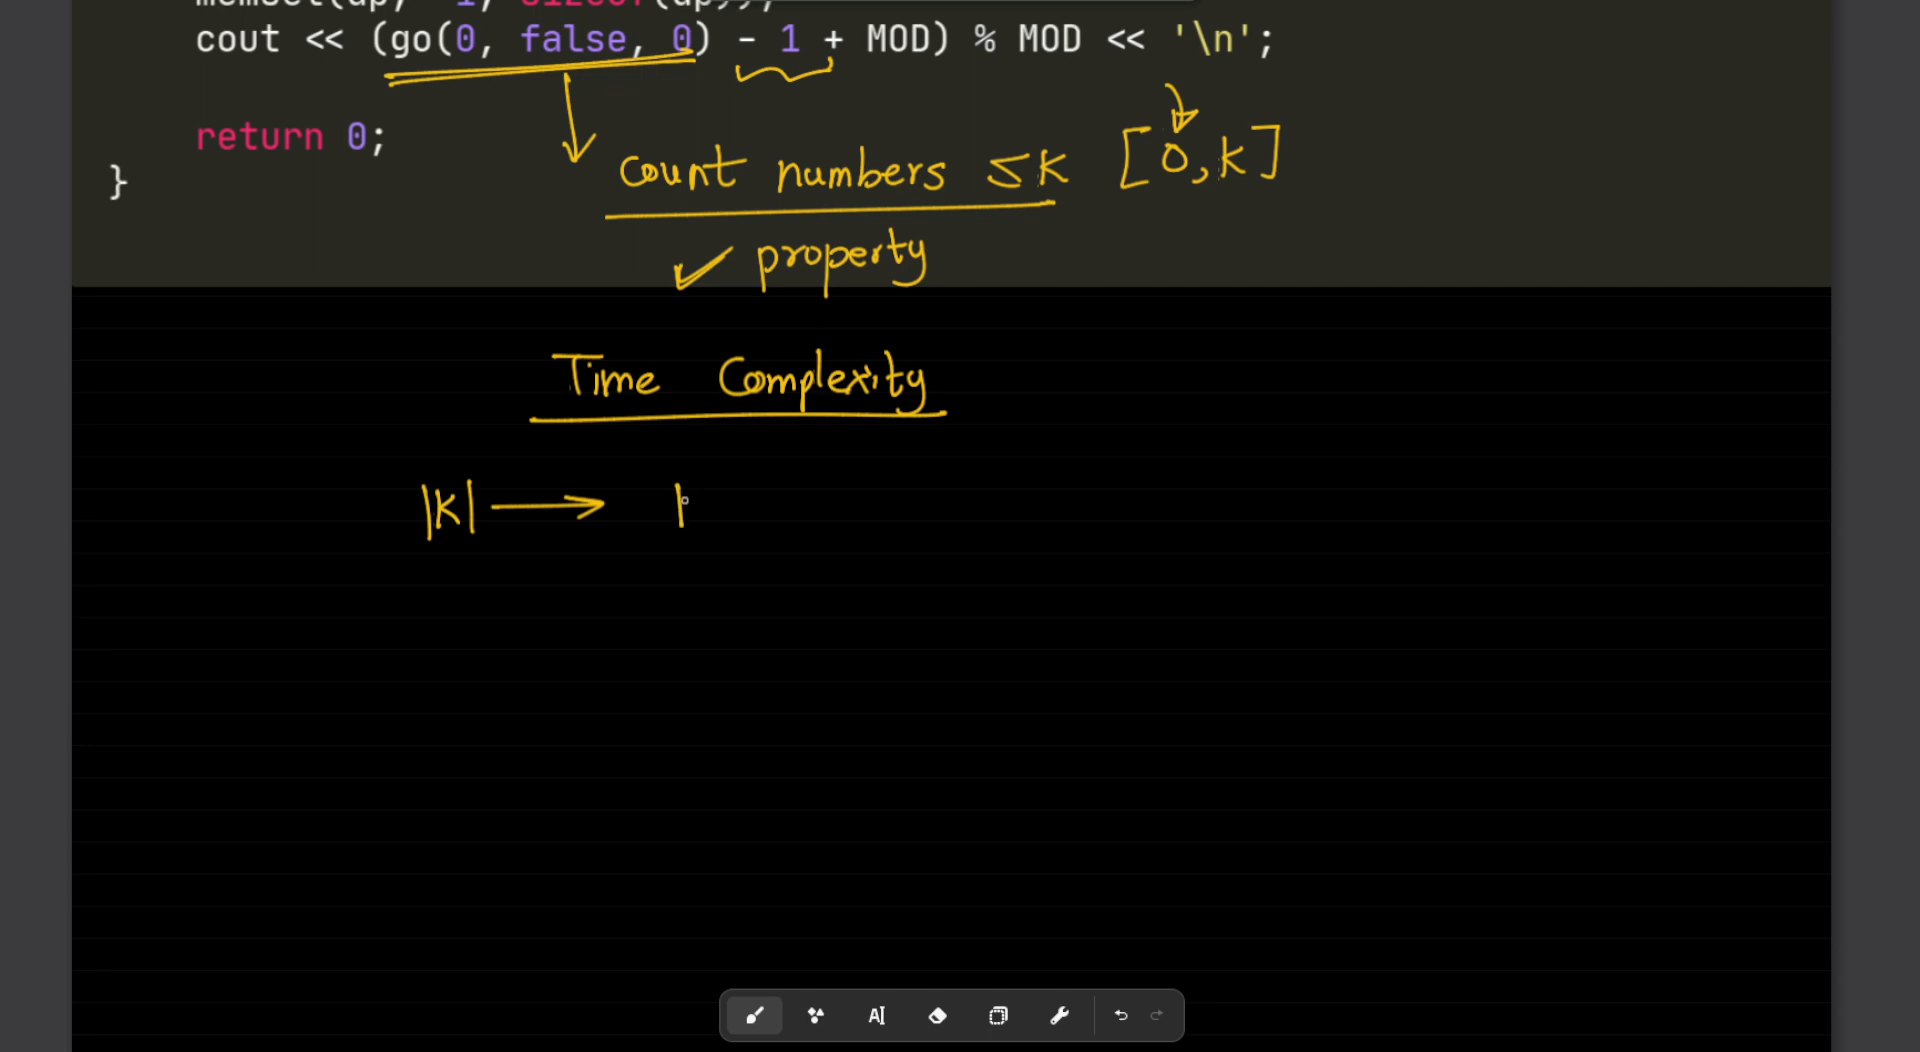 cout << (go(0, false, 0) - 1 + MOD) % MOD << '\n';
return 0;
}
count numbers ≤ K [0, k]
✓ property
Time Complexity
|K| →